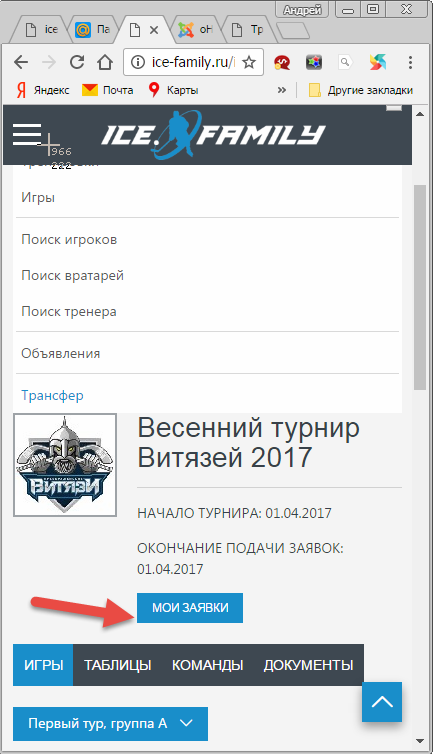 Андрей
ice
Па
оН
Тр
ice-family.ru/
Яндекс
Почта
Карты
»
Другие закладки
ICE FAMILY
966
222
Игры
Поиск игроков
Поиск вратарей
Поиск тренера
Объявления
Трансфер
ВИТЯЗИ
Весенний турнир
Витязей 2017
НАЧАЛО ТУРНИРА: 01.04.2017
ОКОНЧАНИЕ ПОДАЧИ ЗАЯВОК:
01.04.2017
МОИ ЗАЯВКИ
ИГРЫ ТАБЛИЦЫ КОМАНДЫ ДОКУМЕНТЫ
Первый тур, группа А